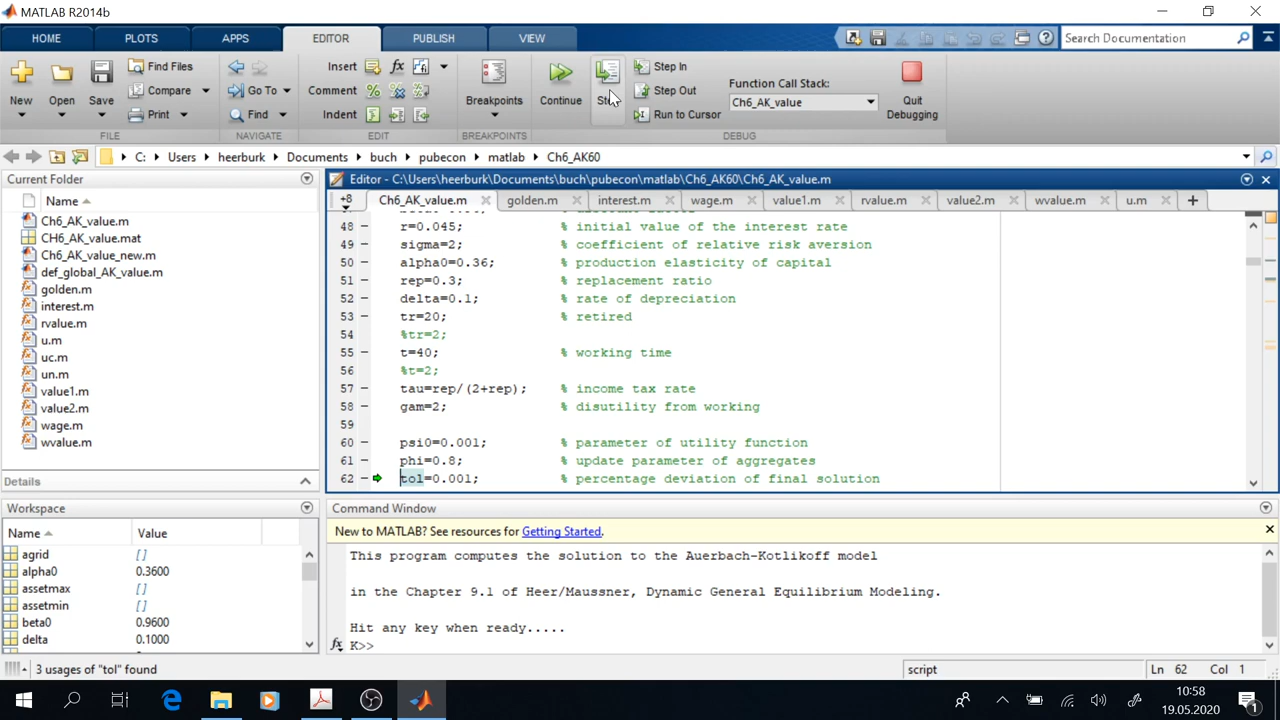 MATLAB R2014b
HOME PLOTS APPS EDITOR PUBLISH VIEW Search Documentation
New Open Save Find Files Compare Print
Go To Find
Insert fx Comment Indent
Breakpoints Continue Step In Step Out Run to Cursor
Function Call Stack:
Ch6_AK_value
Quit Debugging
FILE NAVIGATE EDIT BREAKPOINTS DEBUG
C: Users heerburk Documents buch pubecon matlab Ch6_AK60
Current Folder
Name
Ch6_AK_value.m
CH6_AK_value.mat
Ch6_AK_value_new.m
def_global_AK_value.m
golden.m
interest.m
rvalue.m
u.m
uc.m
un.m
value1.m
value2.m
wage.m
wvalue.m
Details
Workspace
Name Value
agrid []
alpha0 0.3600
assetmax []
assetmin []
beta0 0.9600
delta 0.1000
Editor - C:\Users\heerburk\Documents\buch\pubecon\matlab\Ch6_AK60\Ch6_AK_value.m
+8 Ch6_AK_value.m golden.m interest.m wage.m value1.m rvalue.m value2.m wvalue.m u.m
48 r=0.045; % initial value of the interest rate
49 sigma=2; % coefficient of relative risk aversion
50 alpha0=0.36; % production elasticity of capital
51 rep=0.3; % replacement ratio
52 delta=0.1; % rate of depreciation
53 tr=20; % retired
54 %tr=2;
55 t=40; % working time
56 %t=2;
57 tau=rep/(2+rep); % income tax rate
58 gam=2; % disutility from working
59
60 psi0=0.001; % parameter of utility function
61 phi=0.8; % update parameter of aggregates
62 tol=0.001; % percentage deviation of final solution
Command Window
New to MATLAB? See resources for Getting Started.
This program computes the solution to the Auerbach-Kotlikoff model
in the Chapter 9.1 of Heer/Maussner, Dynamic General Equilibrium Modeling.
Hit any key when ready.....
fx K>>
3 usages of "tol" found script Ln 62 Col 1
10:58
19.05.2020
1